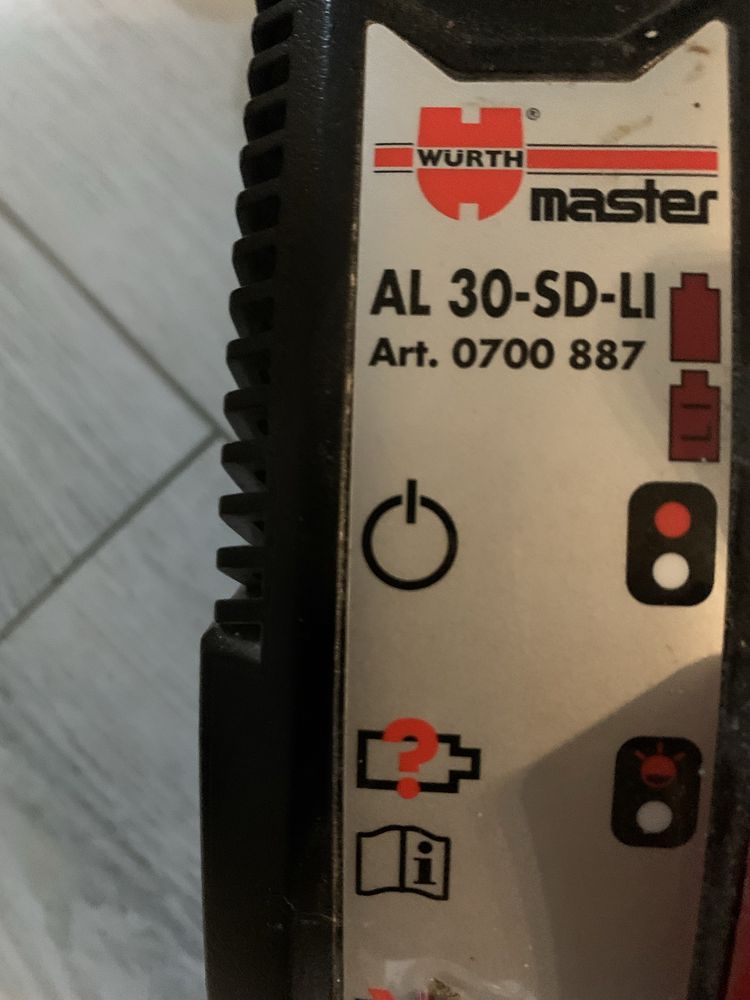 WÜRTH®
master
AL 30-SD-LI
Art. 0700 887
LI
?
i